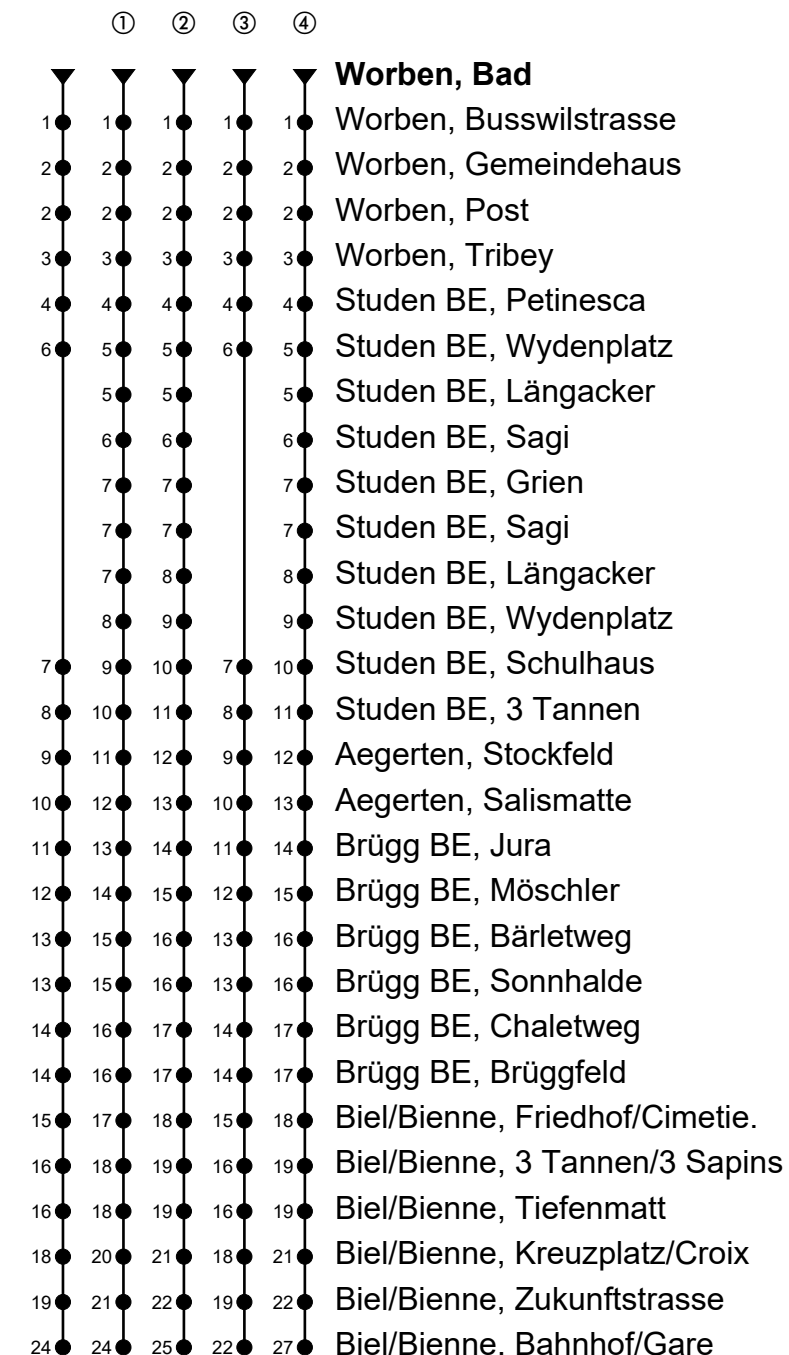 ① ② ③ ④
Worben, Bad
1 1 1 1 1 Worben, Busswilstrasse
2 2 2 2 2 Worben, Gemeindehaus
2 2 2 2 2 Worben, Post
3 3 3 3 3 Worben, Tribey
4 4 4 4 4 Studen BE, Petinesca
6 5 5 6 5 Studen BE, Wydenplatz
5 5 5 Studen BE, Längacker
6 6 6 Studen BE, Sagi
7 7 7 Studen BE, Grien
7 7 7 Studen BE, Sagi
7 8 8 Studen BE, Längacker
8 9 9 Studen BE, Wydenplatz
7 9 10 7 10 Studen BE, Schulhaus
8 10 11 8 11 Studen BE, 3 Tannen
9 11 12 9 12 Aegerten, Stockfeld
10 12 13 10 13 Aegerten, Salismatte
11 13 14 11 14 Brügg BE, Jura
12 14 15 12 15 Brügg BE, Möschler
13 15 16 13 16 Brügg BE, Bärletweg
13 15 16 13 16 Brügg BE, Sonnhalde
14 16 17 14 17 Brügg BE, Chaletweg
14 16 17 14 17 Brügg BE, Brüggfeld
15 17 18 15 18 Biel/Bienne, Friedhof/Cimetie.
16 18 19 16 19 Biel/Bienne, 3 Tannen/3 Sapins
16 18 19 16 19 Biel/Bienne, Tiefenmatt
18 20 21 18 21 Biel/Bienne, Kreuzplatz/Croix
19 21 22 19 22 Biel/Bienne, Zukunftstrasse
24 24 25 22 27 Biel/Bienne, Bahnhof/Gare